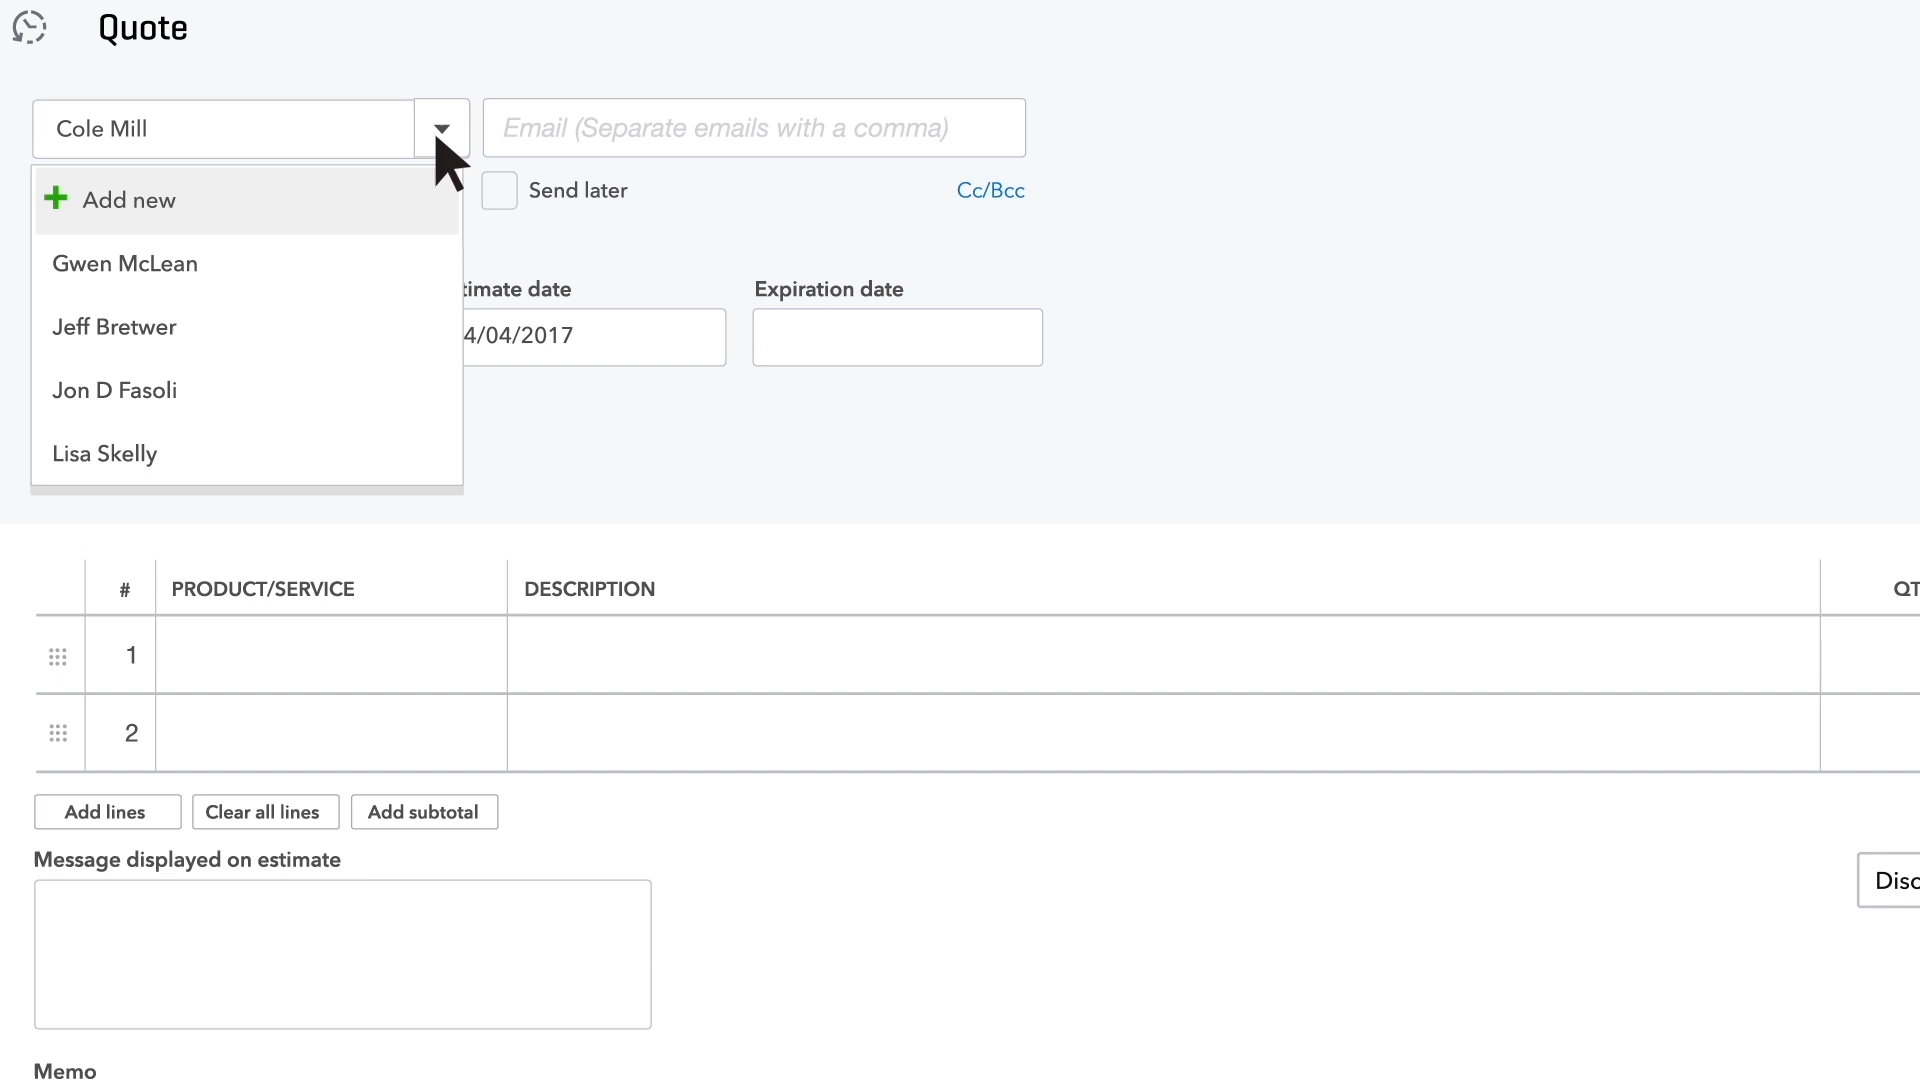 Quote
Cole Mill
Email (Separate emails with a comma)
Add new
Send later
Cc/Bcc
Gwen McLean
Jeff Bretwer
Jon D Fasoli
Lisa Skelly
timate date
Expiration date
4/04/2017
# PRODUCT/SERVICE DESCRIPTION QT
1
2
Add lines
Clear all lines
Add subtotal
Message displayed on estimate
Disc
Memo